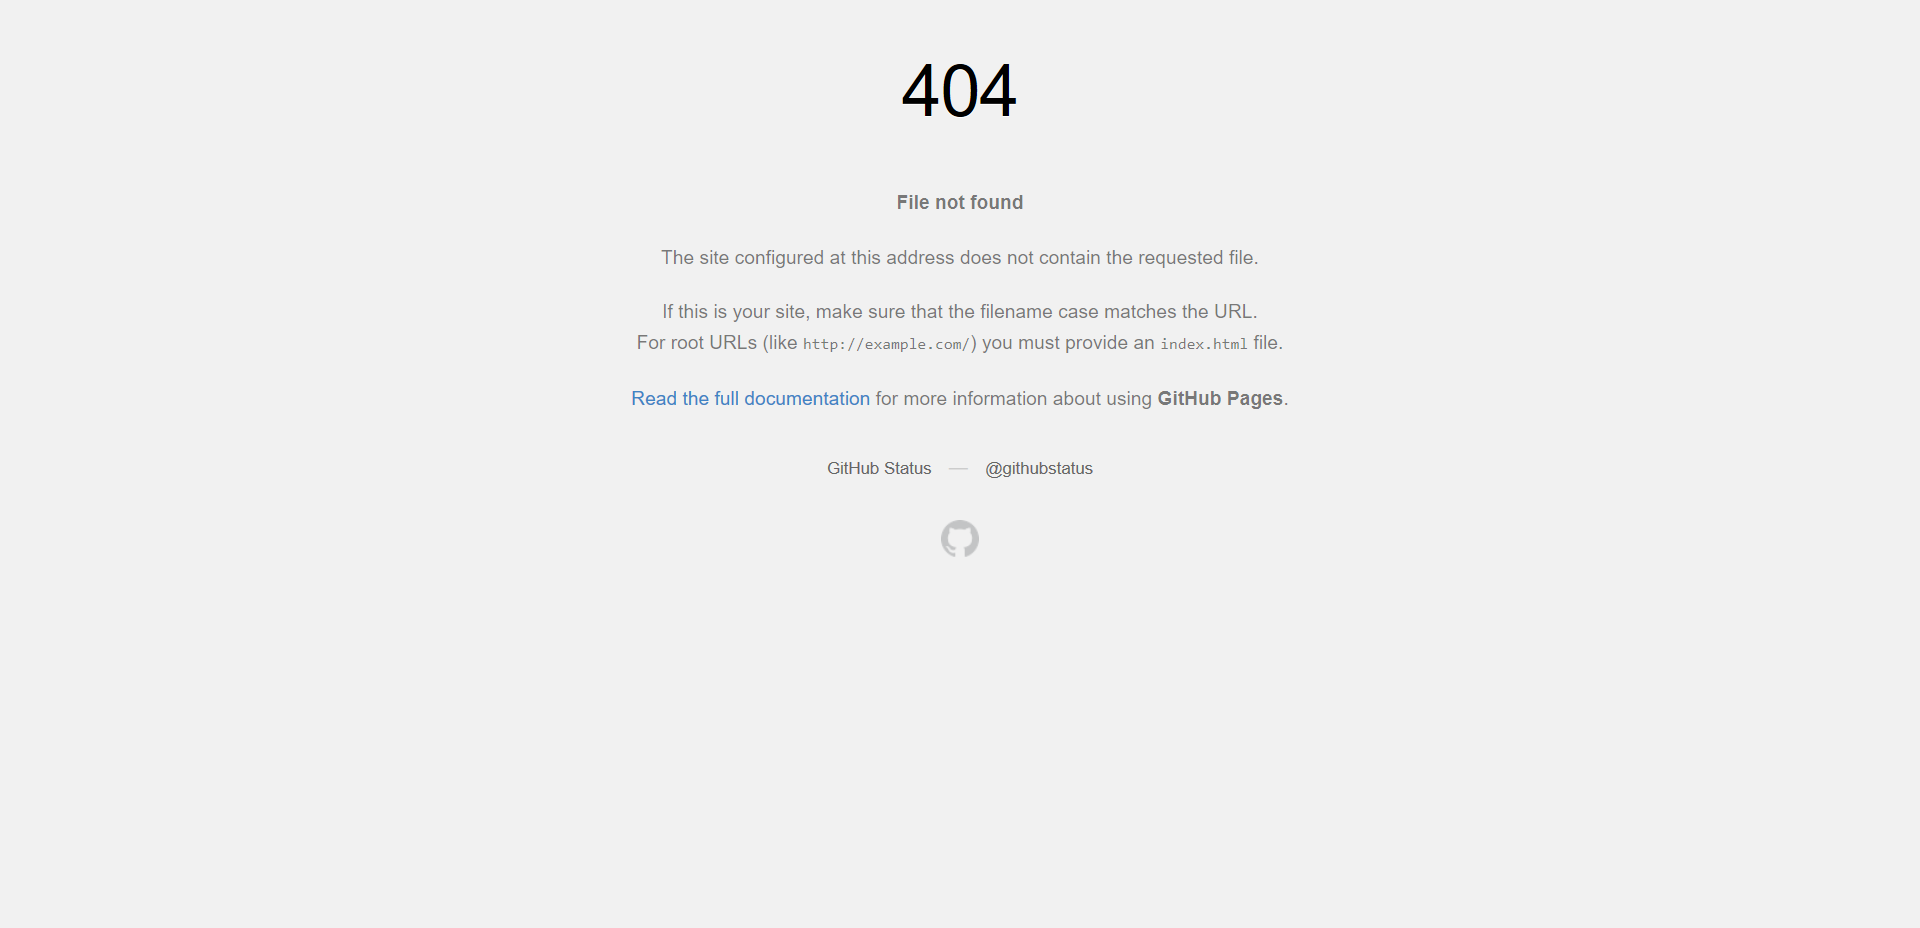 404
File not found
The site configured at this address does not contain the requested file.
If this is your site, make sure that the filename case matches the URL.
For root URLs (like http://example.com/) you must provide an index.html file.
Read the full documentation for more information about using GitHub Pages.
GitHub Status — @githubstatus